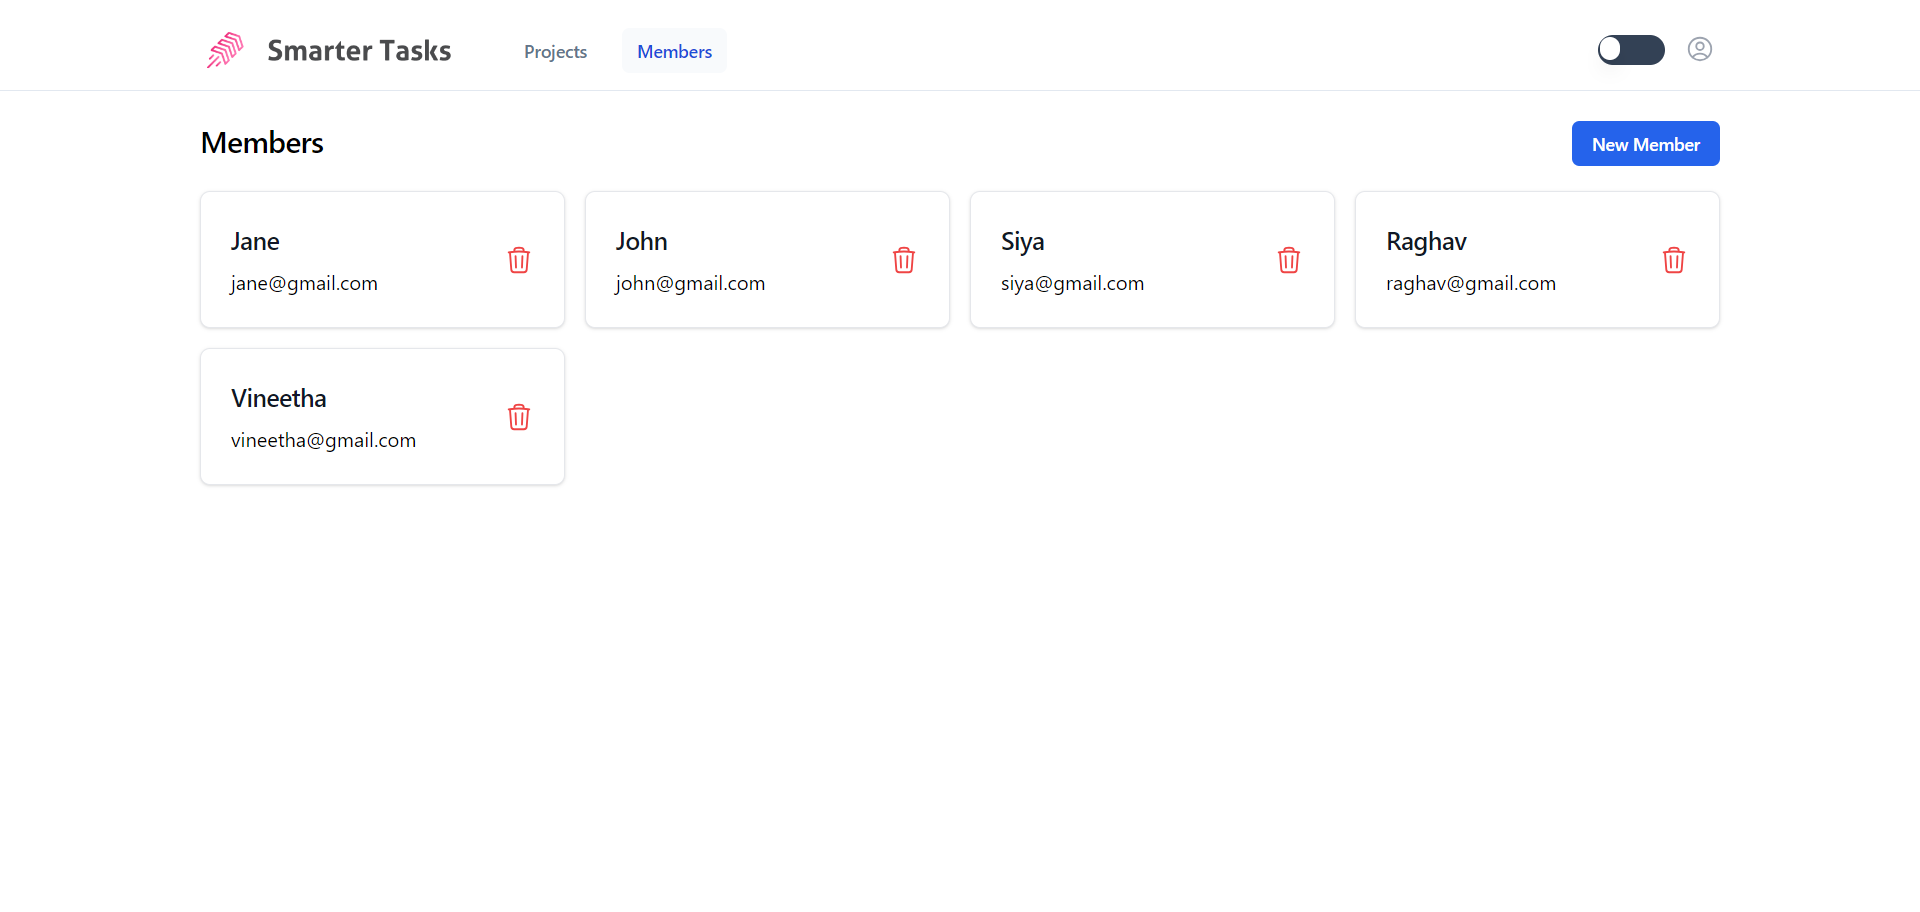 Smarter Tasks
Projects
Members
Members
New Member
Jane
jane@gmail.com
John
john@gmail.com
Siya
siya@gmail.com
Raghav
raghav@gmail.com
Vineetha
vineetha@gmail.com